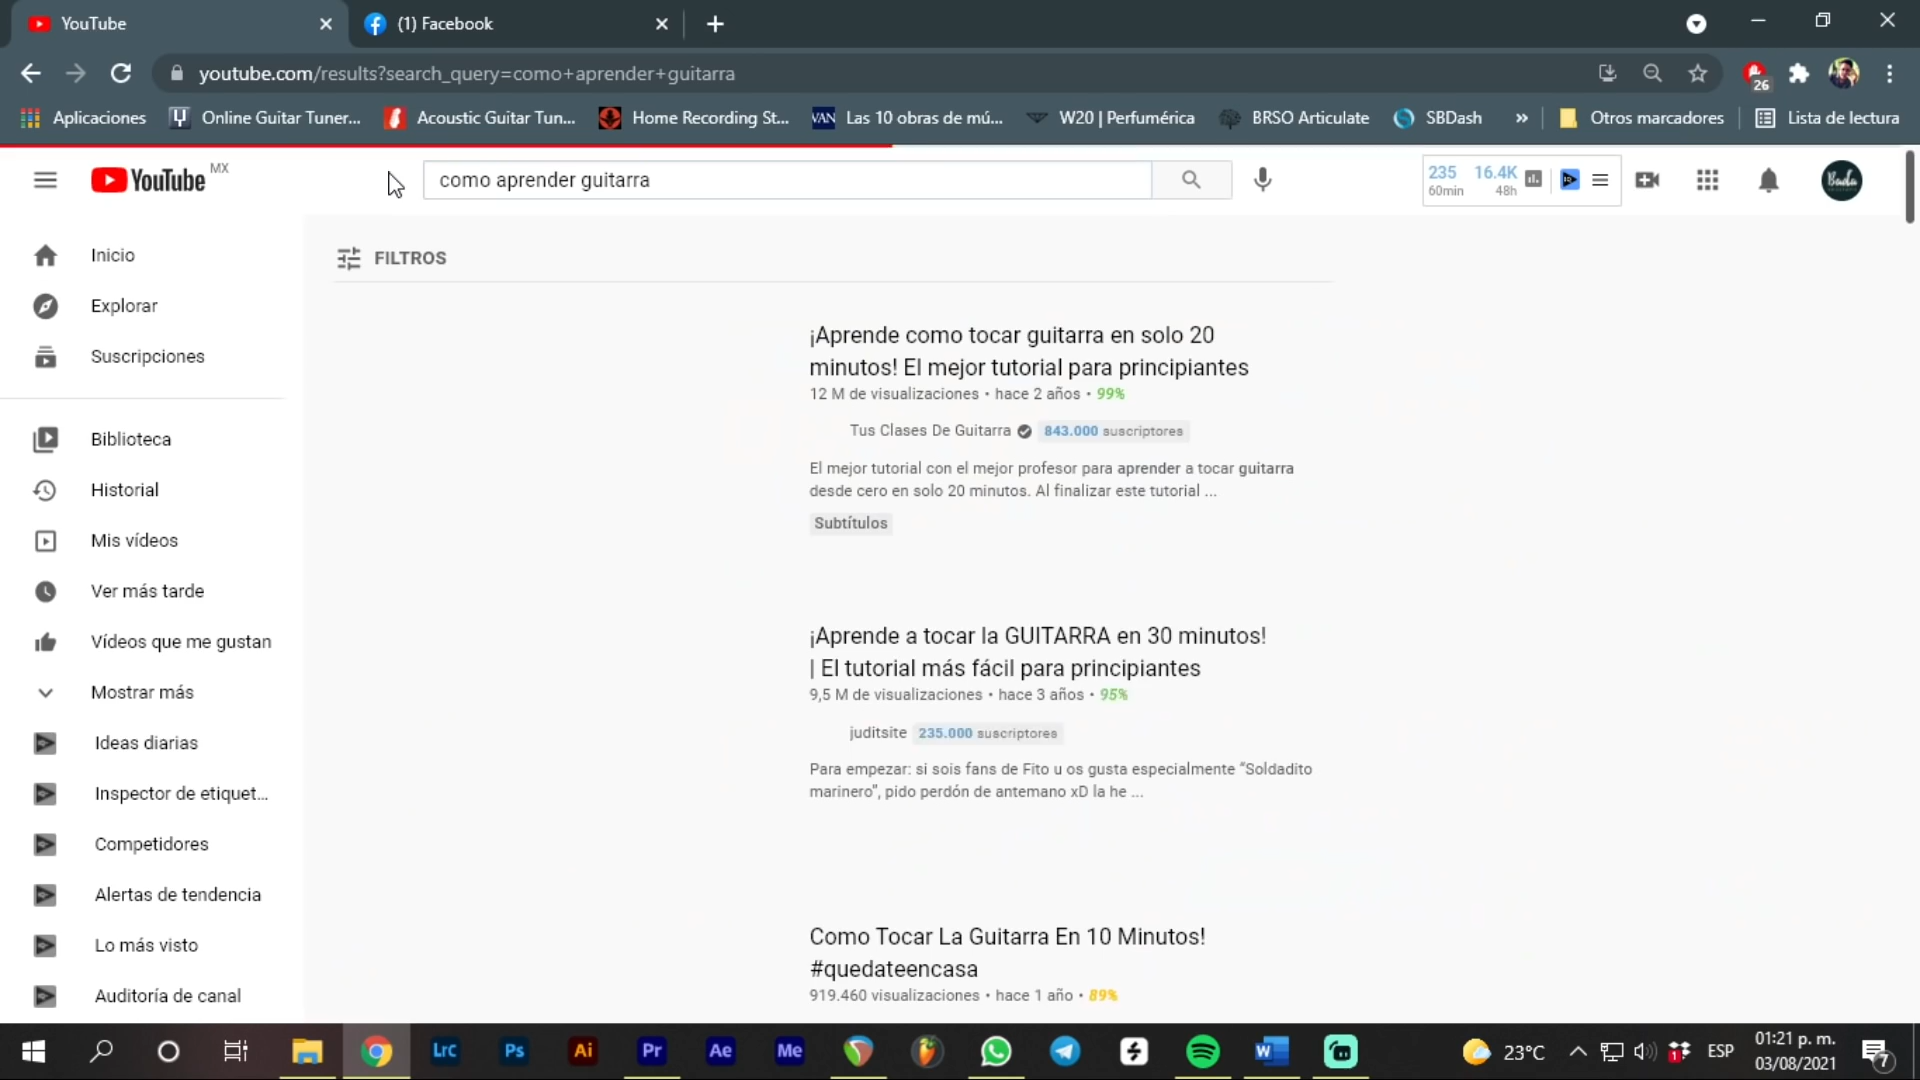 YouTube
(1) Facebook
youtube.com/results?search_query=como+aprender+guitarra
26
Aplicaciones
Online Guitar Tuner...
Acoustic Guitar Tun...
Home Recording St...
VAN
Las 10 obras de mú...
W20 | Perfumérica
BRSO Articulate
SBDash
»
Otros marcadores
Lista de lectura
YouTube MX
como aprender guitarra
235 16.4K
60min 48h
Bada
Inicio
Explorar
Suscripciones
Biblioteca
Historial
Mis vídeos
Ver más tarde
Vídeos que me gustan
Mostrar más
Ideas diarias
Inspector de etiquet...
Competidores
Alertas de tendencia
Lo más visto
Auditoría de canal
FILTROS
¡Aprende como tocar guitarra en solo 20
minutos! El mejor tutorial para principiantes
12 M de visualizaciones • hace 2 años • 99%
Tus Clases De Guitarra 843.000 suscriptores
El mejor tutorial con el mejor profesor para aprender a tocar guitarra
desde cero en solo 20 minutos. Al finalizar este tutorial ...
Subtítulos
¡Aprende a tocar la GUITARRA en 30 minutos!
| El tutorial más fácil para principiantes
9,5 M de visualizaciones • hace 3 años • 95%
juditsite 235.000 suscriptores
Para empezar: si sois fans de Fito u os gusta especialmente “Soldadito
marinero”, pido perdón de antemano xD la he ...
Como Tocar La Guitarra En 10 Minutos!
#quedateencasa
919.460 visualizaciones • hace 1 año • 89%
LrC
Ps
Ai
Pr
Ae
Me
W
23°C
1
ESP
01:21 p. m.
03/08/2021
7